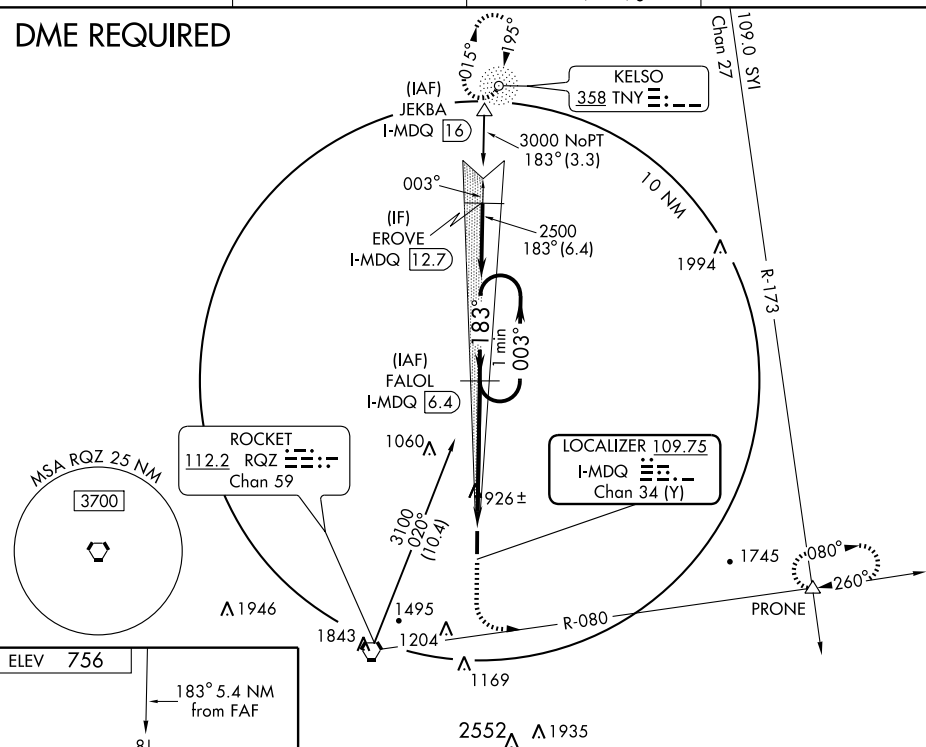 DME REQUIRED
015°
195°
109.0 SYI
Chan 27
KELSO
358 TNY
(IAF)
JEKBA
I-MDQ 16
3000 NoPT
183° (3.3)
003°
10 NM
(IF)
EROVE
I-MDQ 12.7
2500
183° (6.4)
1994
R-173
183°
1 min
003°
(IAF)
FALOL
I-MDQ 6.4
ROCKET
112.2 RQZ
Chan 59
1060
LOCALIZER 109.75
I-MDQ
Chan 34 (Y)
MSA RQZ 25 NM
3700
926 ±
3100
020°
(10.4)
1745
080°
260°
PRONE
1946
1495
R-080
1843
1204
1169
ELEV 756
183° 5.4 NM
from FAF
2552
1935